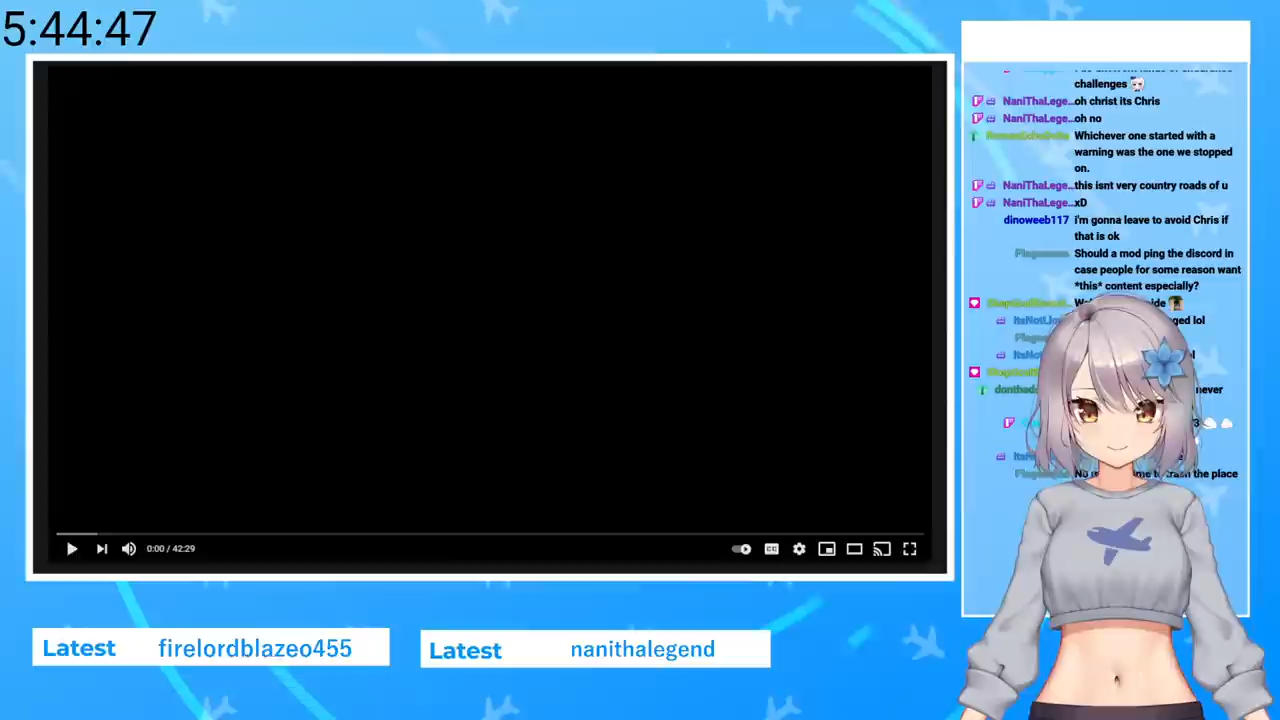 5:44:47
challenges
NaniThaLege... oh christ its Chris
NaniThaLege... oh no
Whichever one started with a
warning was the one we stopped
on.
NaniThaLege... this isnt very country roads of u
NaniThaLege... xD
dinoweeb117 i'm gonna leave to avoid Chris if
that is ok
Should a mod ping the discord in
case people for some reason want
*this* content especially?
ged lol
never
the place
0:00 / 42:29
Latest firelordblazeo455
Latest nanithalegend